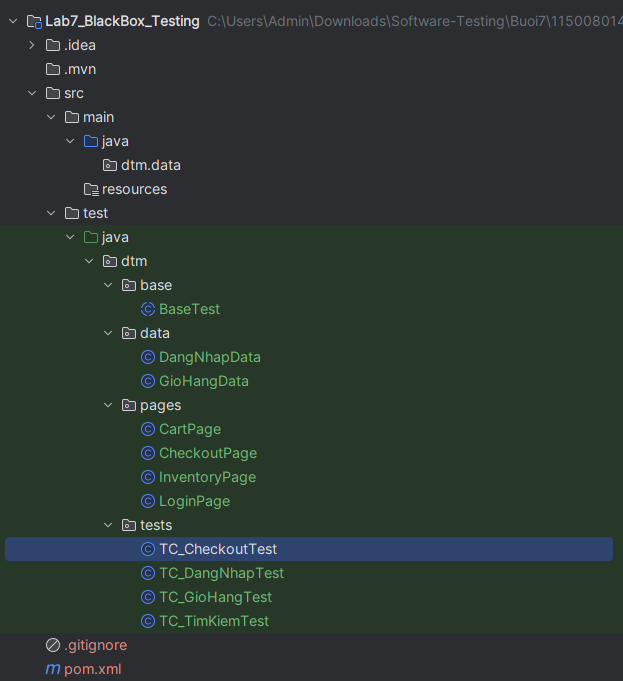 Lab7_BlackBox_Testing C:\Users\Admin\Downloads\Software-Testing\Buoi7\115008014
.idea
.mvn
src
main
java
dtm.data
resources
test
java
dtm
base
BaseTest
data
DangNhapData
GioHangData
pages
CartPage
CheckoutPage
InventoryPage
LoginPage
tests
TC_CheckoutTest
TC_DangNhapTest
TC_GioHangTest
TC_TimKiemTest
.gitignore
m pom.xml